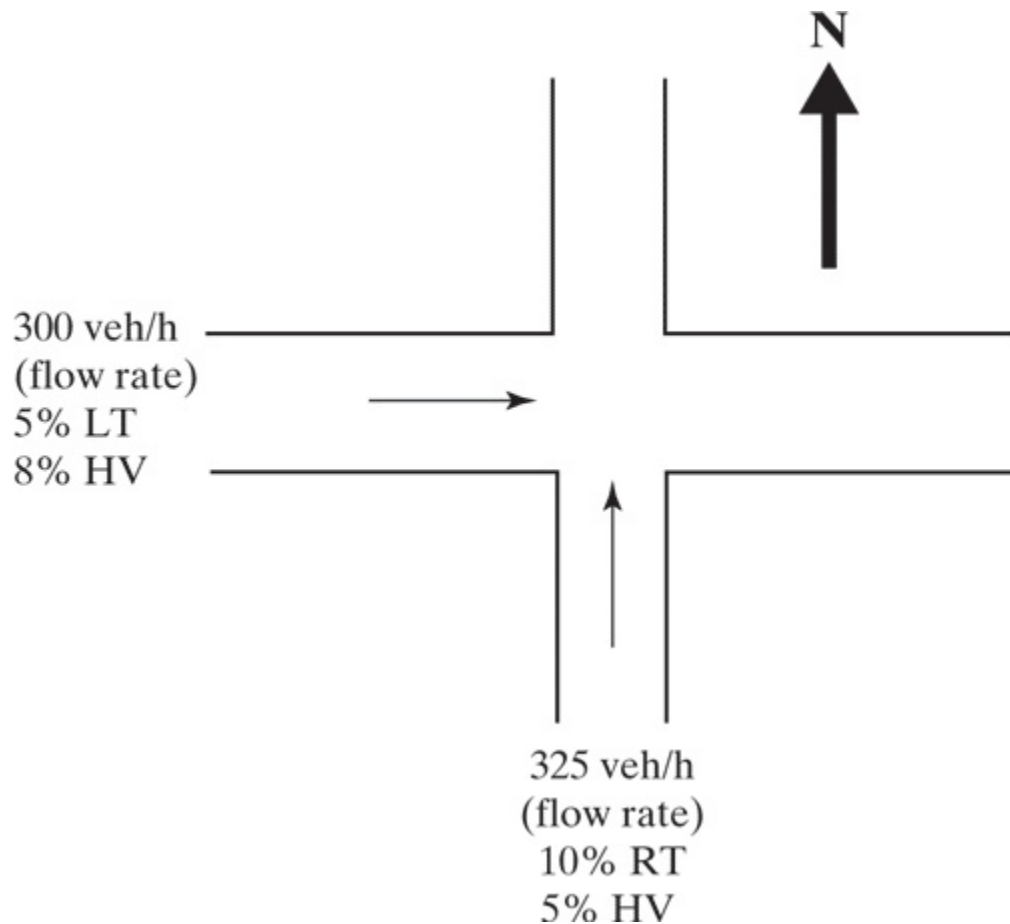 N
300 veh/h
(flow rate)
5% LT
8% HV
325 veh/h
(flow rate)
10% RT
5% HV